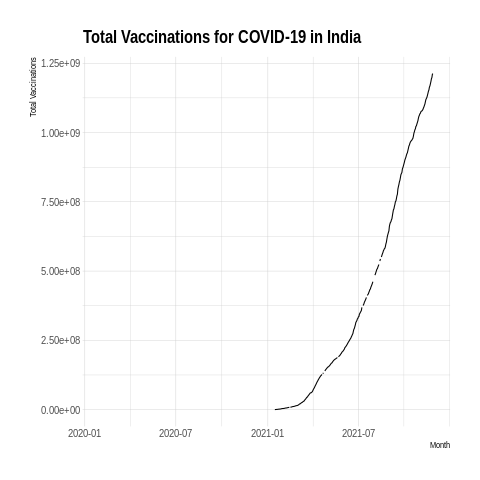 Total Vaccinations for COVID-19 in India
Total Vaccinations
1.25e+09
1.00e+09
7.50e+08
5.00e+08
2.50e+08
0.00e+00
2020-01 2020-07 2021-01 2021-07
Month